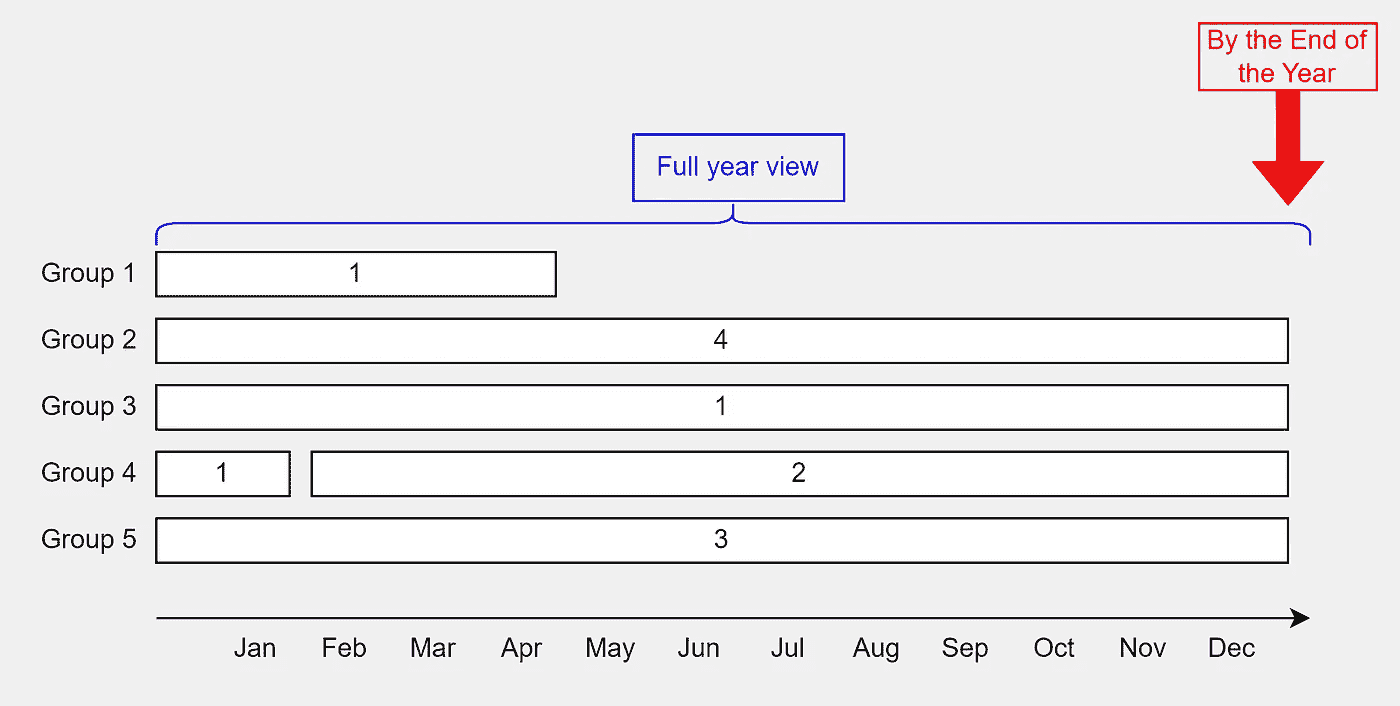 By the End of
the Year
Full year view
Group 1
1
Group 2
4
Group 3
1
Group 4
1
2
Group 5
3
Jan Feb Mar Apr May Jun Jul Aug Sep Oct Nov Dec